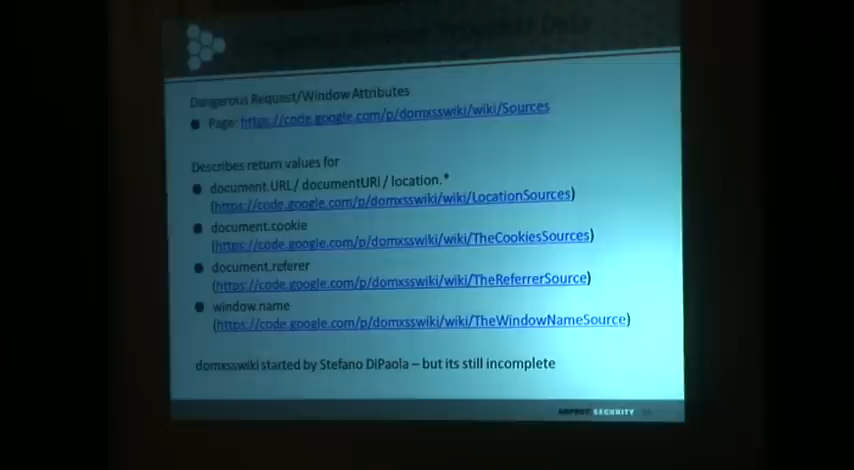 Dangerous Request/Window Attributes
Page: https://code.google.com/p/domxsswiki/wiki/Sources
Describes return values for
document.URL / documentURI / location.*
(https://code.google.com/p/domxsswiki/wiki/LocationSources)
document.cookie
(https://code.google.com/p/domxsswiki/wiki/TheCookiesSources)
document.referer
(https://code.google.com/p/domxsswiki/wiki/TheReferrerSource)
window.name
(https://code.google.com/p/domxsswiki/wiki/TheWindowNameSource)
domxsswiki started by Stefano DiPaola – but its still incomplete
ASPECT SECURITY